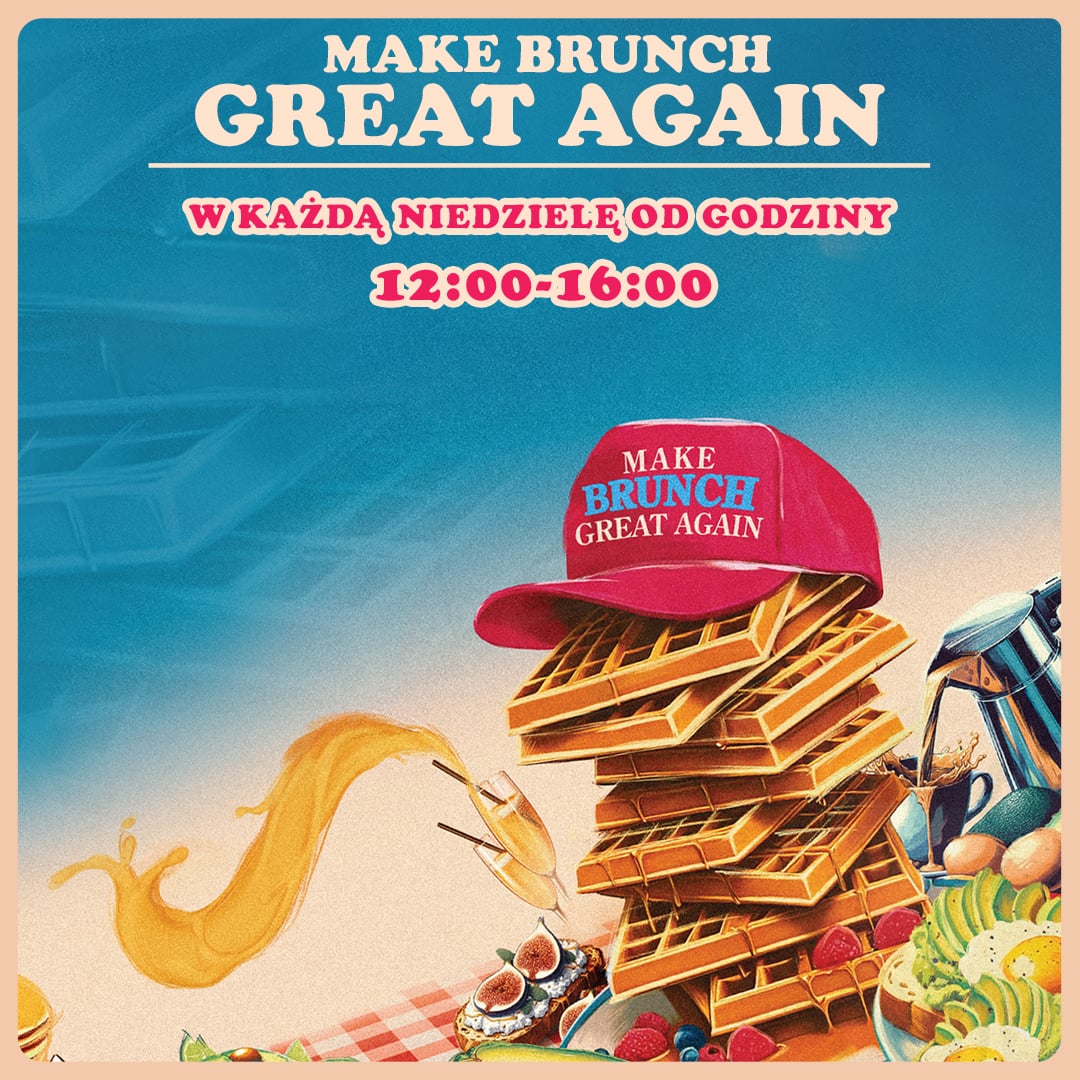 MAKE BRUNCH
GREAT AGAIN
W KAŻDĄ NIEDZIELĘ OD GODZINY
12:00-16:00
MAKE
BRUNCH
GREAT AGAIN